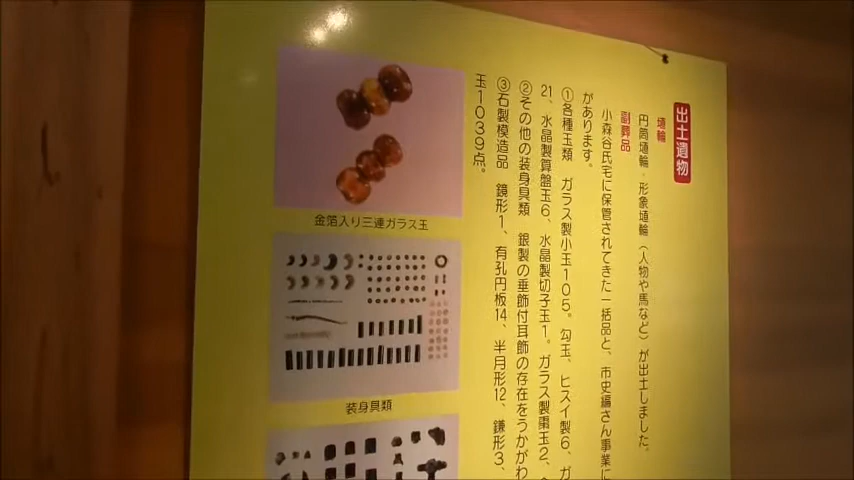 出土遺物
埴輪
円筒埴輪・形象埴輪（人物や馬など）が出土しました。
副葬品
小森谷氏宅に保管されてきた一括品と、市史編さん事業に
があります。
①各種玉類 ガラス製小玉105。勾玉、ヒスイ製6、ガ
21、水晶製算盤玉6、水晶製切子玉1。ガラス製棗玉2、
②その他の装身具類 銀製の垂飾付耳飾の存在をうかがわ
③石製模造品 鏡形1、有孔円板14、半月形12、鎌形3、
玉1039点。
金箔入り三連ガラス玉
装身具類